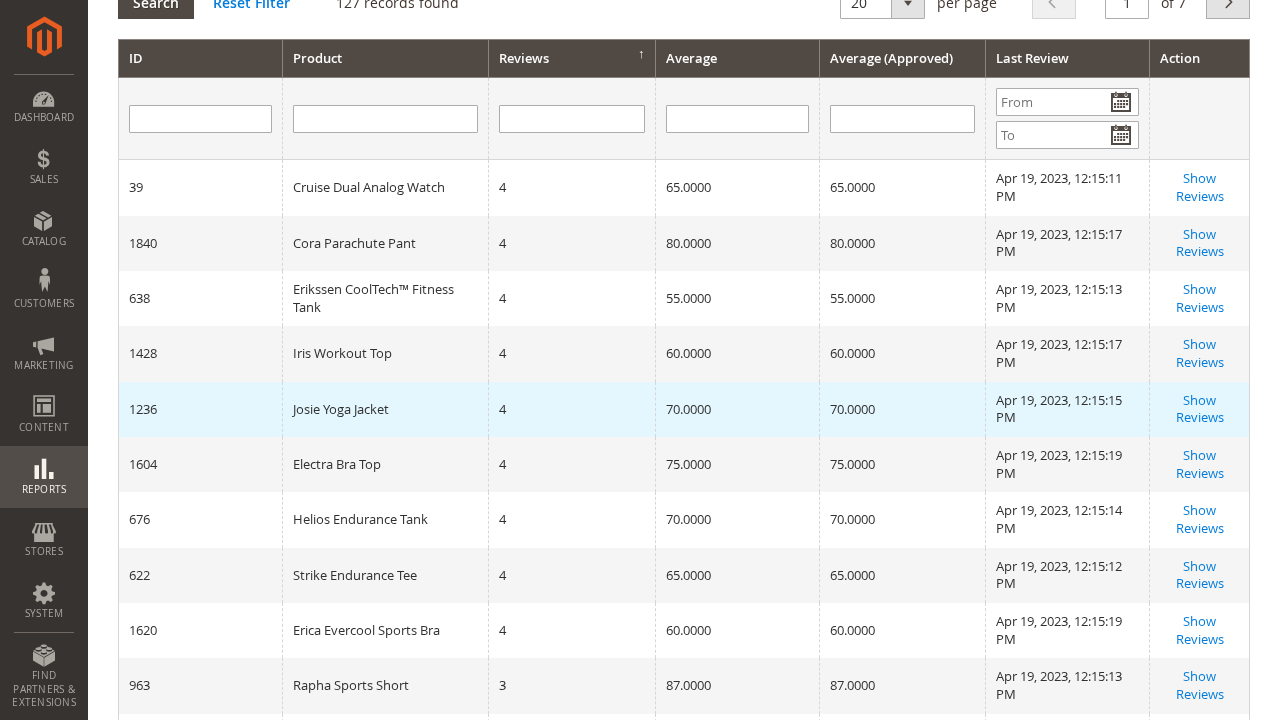 Search Reset Filter 127 records found 20 per page 1 of 7
ID Product Reviews ↑ Average Average (Approved) Last Review Action
From
To
39 Cruise Dual Analog Watch 4 65.0000 65.0000 Apr 19, 2023, 12:15:11 PM Show Reviews
1840 Cora Parachute Pant 4 80.0000 80.0000 Apr 19, 2023, 12:15:17 PM Show Reviews
638 Erikssen CoolTech™ Fitness Tank 4 55.0000 55.0000 Apr 19, 2023, 12:15:13 PM Show Reviews
1428 Iris Workout Top 4 60.0000 60.0000 Apr 19, 2023, 12:15:17 PM Show Reviews
1236 Josie Yoga Jacket 4 70.0000 70.0000 Apr 19, 2023, 12:15:15 PM Show Reviews
1604 Electra Bra Top 4 75.0000 75.0000 Apr 19, 2023, 12:15:19 PM Show Reviews
676 Helios Endurance Tank 4 70.0000 70.0000 Apr 19, 2023, 12:15:14 PM Show Reviews
622 Strike Endurance Tee 4 65.0000 65.0000 Apr 19, 2023, 12:15:12 PM Show Reviews
1620 Erica Evercool Sports Bra 4 60.0000 60.0000 Apr 19, 2023, 12:15:19 PM Show Reviews
963 Rapha Sports Short 3 87.0000 87.0000 Apr 19, 2023, 12:15:13 PM Show Reviews
DASHBOARD
SALES
CATALOG
CUSTOMERS
MARKETING
CONTENT
REPORTS
STORES
SYSTEM
FIND
PARTNERS &
EXTENSIONS